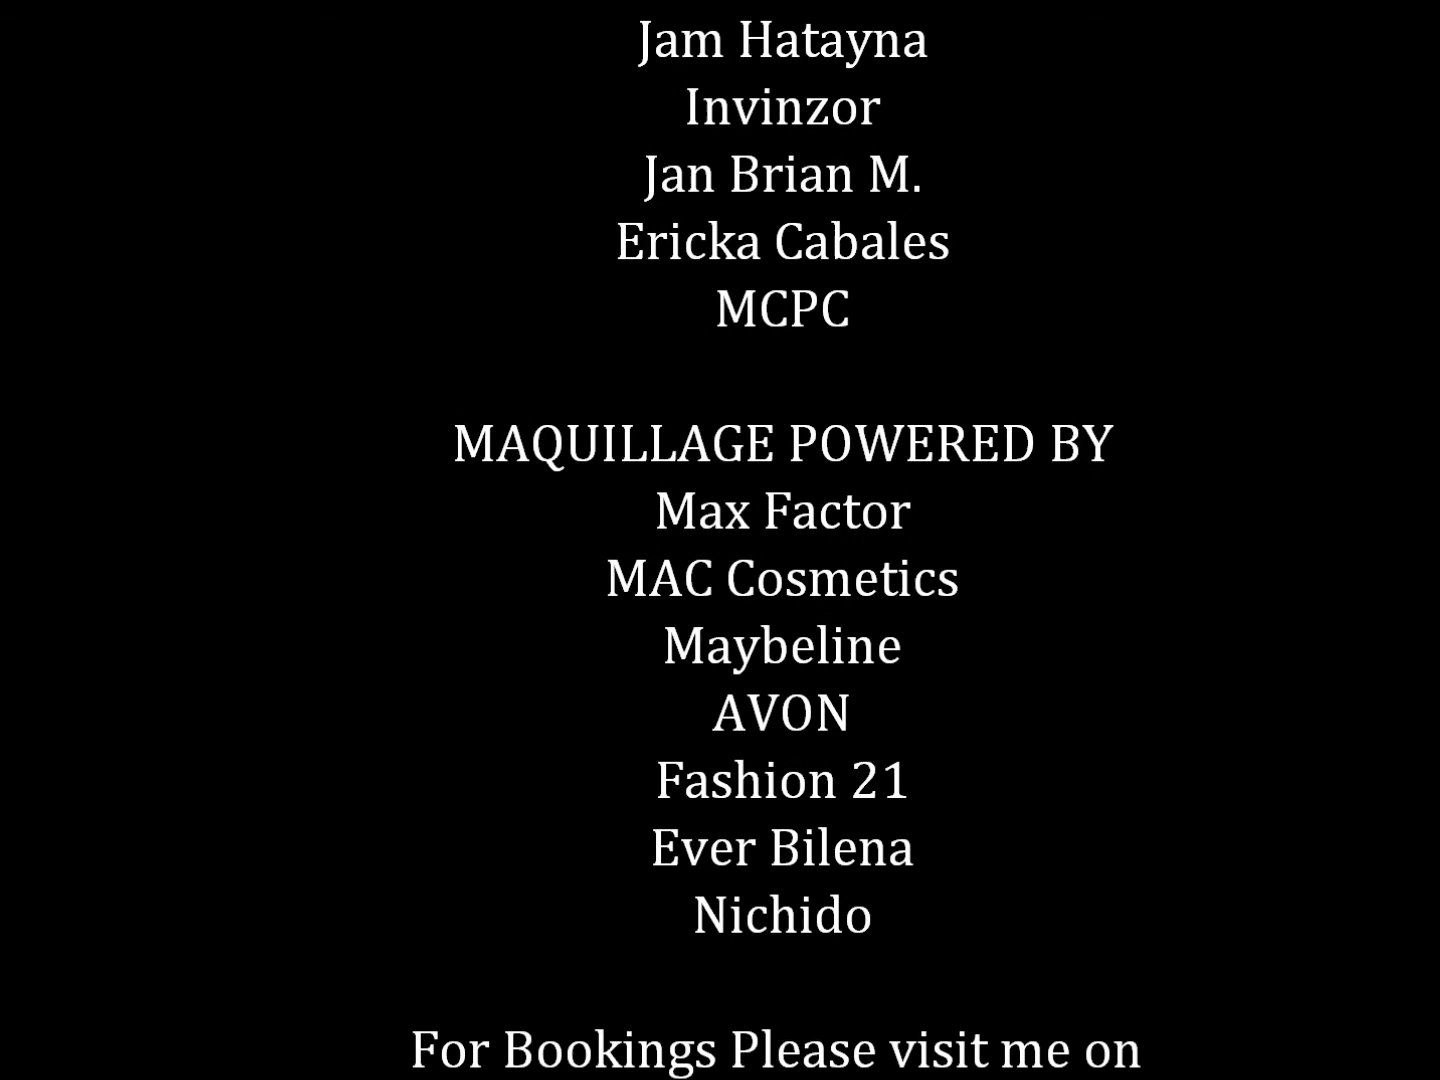 Jam Hatayna
Invinzor
Jan Brian M.
Ericka Cabales
MCPC
MAQUILLAGE POWERED BY
Max Factor
MAC Cosmetics
Maybeline
AVON
Fashion 21
Ever Bilena
Nichido
For Bookings Please visit me on